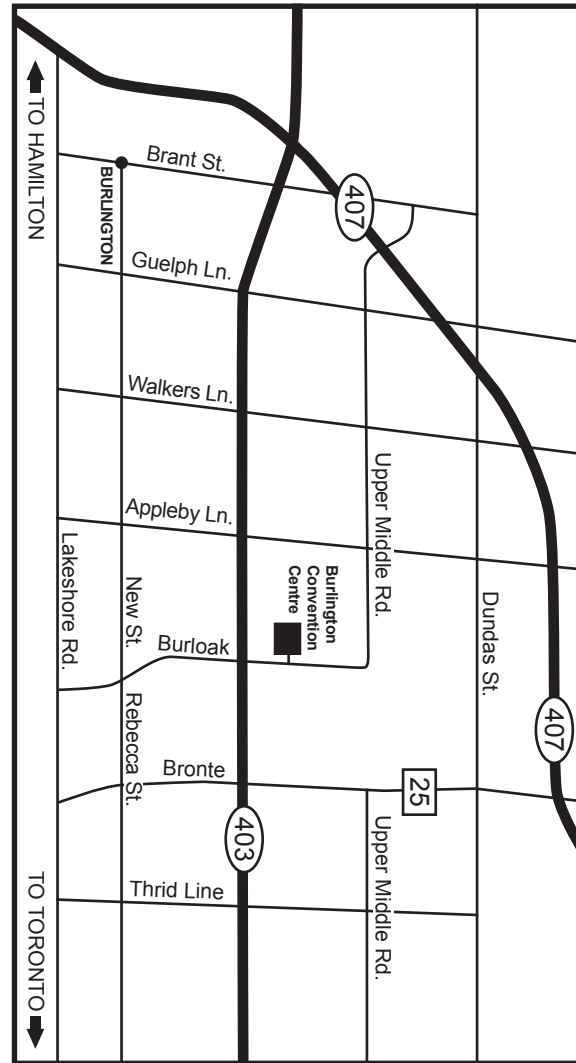 TO HAMILTON
Brant St.
BURLINGTON
407
Guelph Ln.
Walkers Ln.
Upper Middle Rd.
Appleby Ln.
Lakeshore Rd.
New St.
Burlington
Convention
Centre
Dundas St.
Burloak
Rebecca St.
407
Bronte
25
403
Upper Middle Rd.
Thrid Line
TO TORONTO